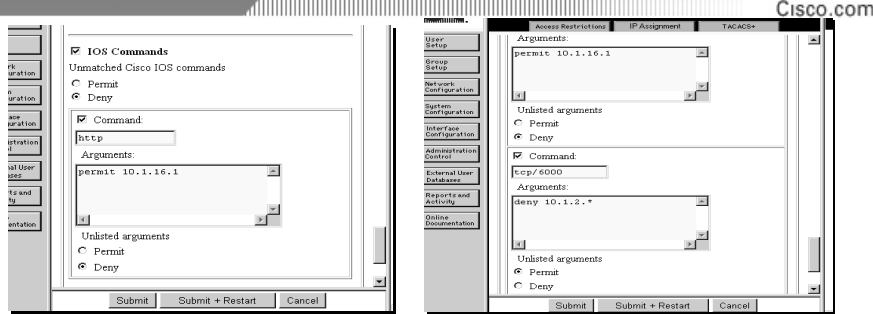 Cisco.com
IOS Commands
Unmatched Cisco IOS commands
Permit
Deny
Command:
http
Arguments:
permit 10.1.16.1
Unlisted arguments
Permit
Deny
Submit
Submit + Restart
Cancel
Access Restrictions
IP Assignment
TACACS+
User
Setup
Group
Setup
Network
Configuration
System
Configuration
Interface
Configuration
Administration
Control
External User
Databases
Reports and
Activity
Online
Documentation
Arguments:
permit 10.1.16.1
Unlisted arguments
Permit
Deny
Command:
tcp/6000
Arguments:
deny 10.1.2.*
Unlisted arguments
Permit
Deny
Submit
Submit + Restart
Cancel